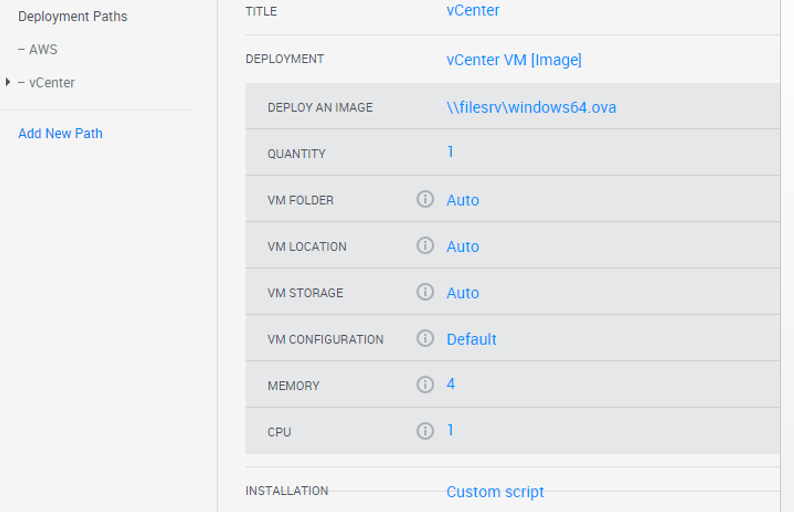 Deployment Paths
– AWS
– vCenter
Add New Path
TITLE vCenter
DEPLOYMENT vCenter VM [Image]
DEPLOY AN IMAGE \\filesrv\windows64.ova
QUANTITY 1
VM FOLDER Auto
VM LOCATION Auto
VM STORAGE Auto
VM CONFIGURATION Default
MEMORY 4
CPU 1
INSTALLATION Custom script